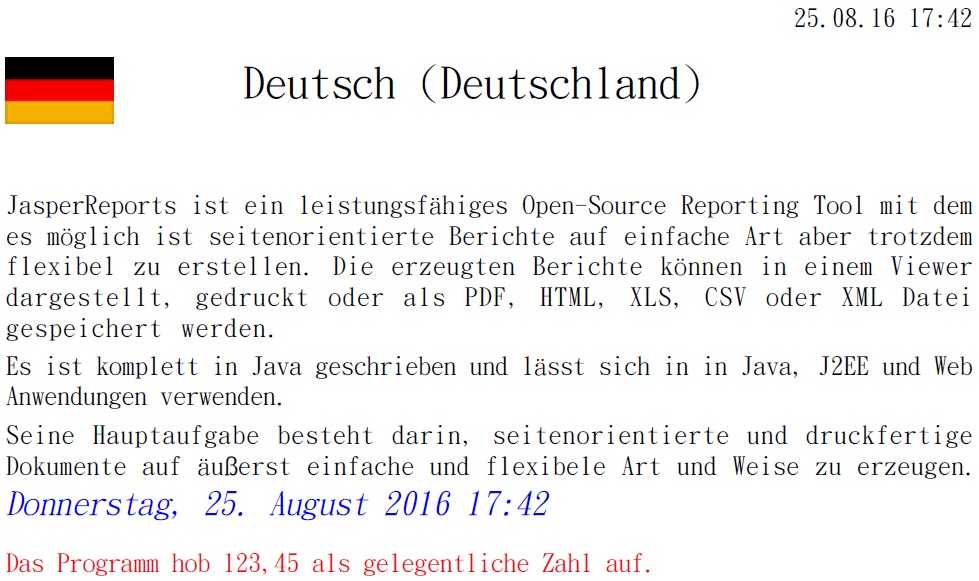 25.08.16 17:42
Deutsch (Deutschland)
JasperReports ist ein leistungsfähiges Open-Source Reporting Tool mit dem
es möglich ist seitenorientierte Berichte auf einfache Art aber trotzdem
flexibel zu erstellen. Die erzeugten Berichte können in einem Viewer
dargestellt, gedruckt oder als PDF, HTML, XLS, CSV oder XML Datei
gespeichert werden.
Es ist komplett in Java geschrieben und lässt sich in in Java, J2EE und Web
Anwendungen verwenden.
Seine Hauptaufgabe besteht darin, seitenorientierte und druckfertige
Dokumente auf äußerst einfache und flexibele Art und Weise zu erzeugen.
Donnerstag, 25. August 2016 17:42
Das Programm hob 123,45 als gelegentliche Zahl auf.